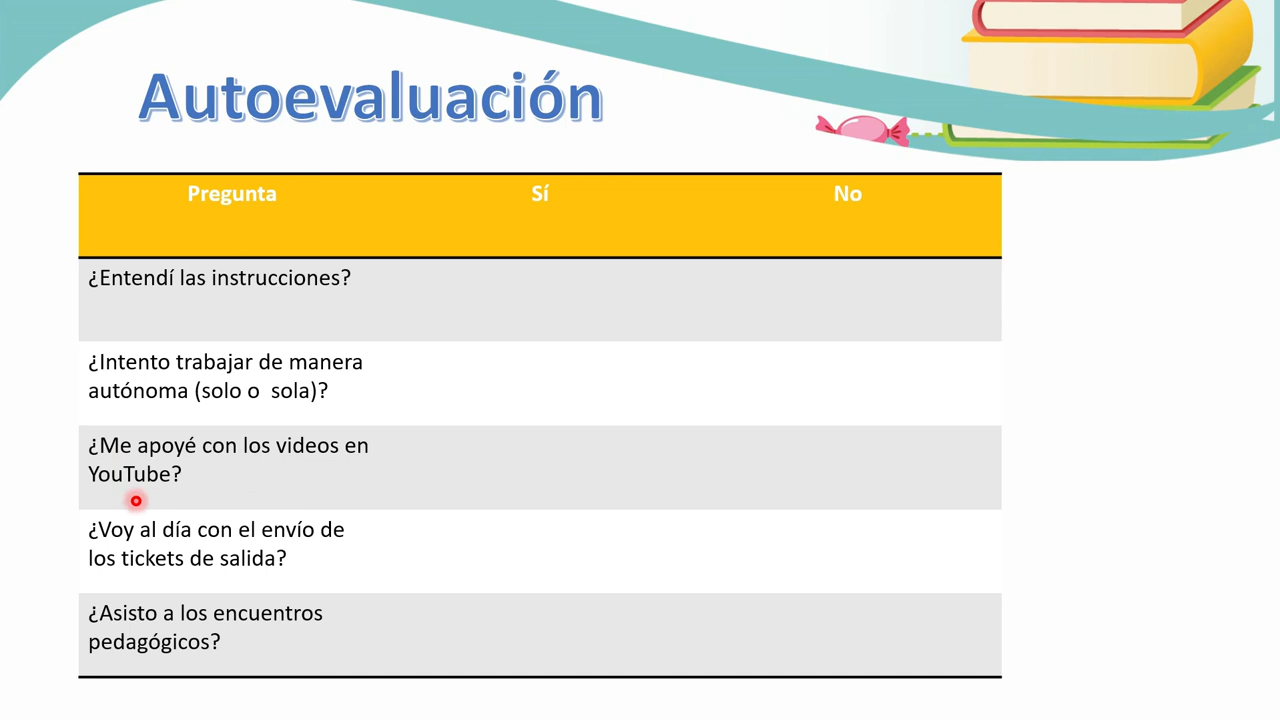 Autoevaluación
Pregunta Sí No
¿Entendí las instrucciones?
¿Intento trabajar de manera
autónoma (solo o  sola)?
¿Me apoyé con los videos en
YouTube?
¿Voy al día con el envío de
los tickets de salida?
¿Asisto a los encuentros
pedagógicos?